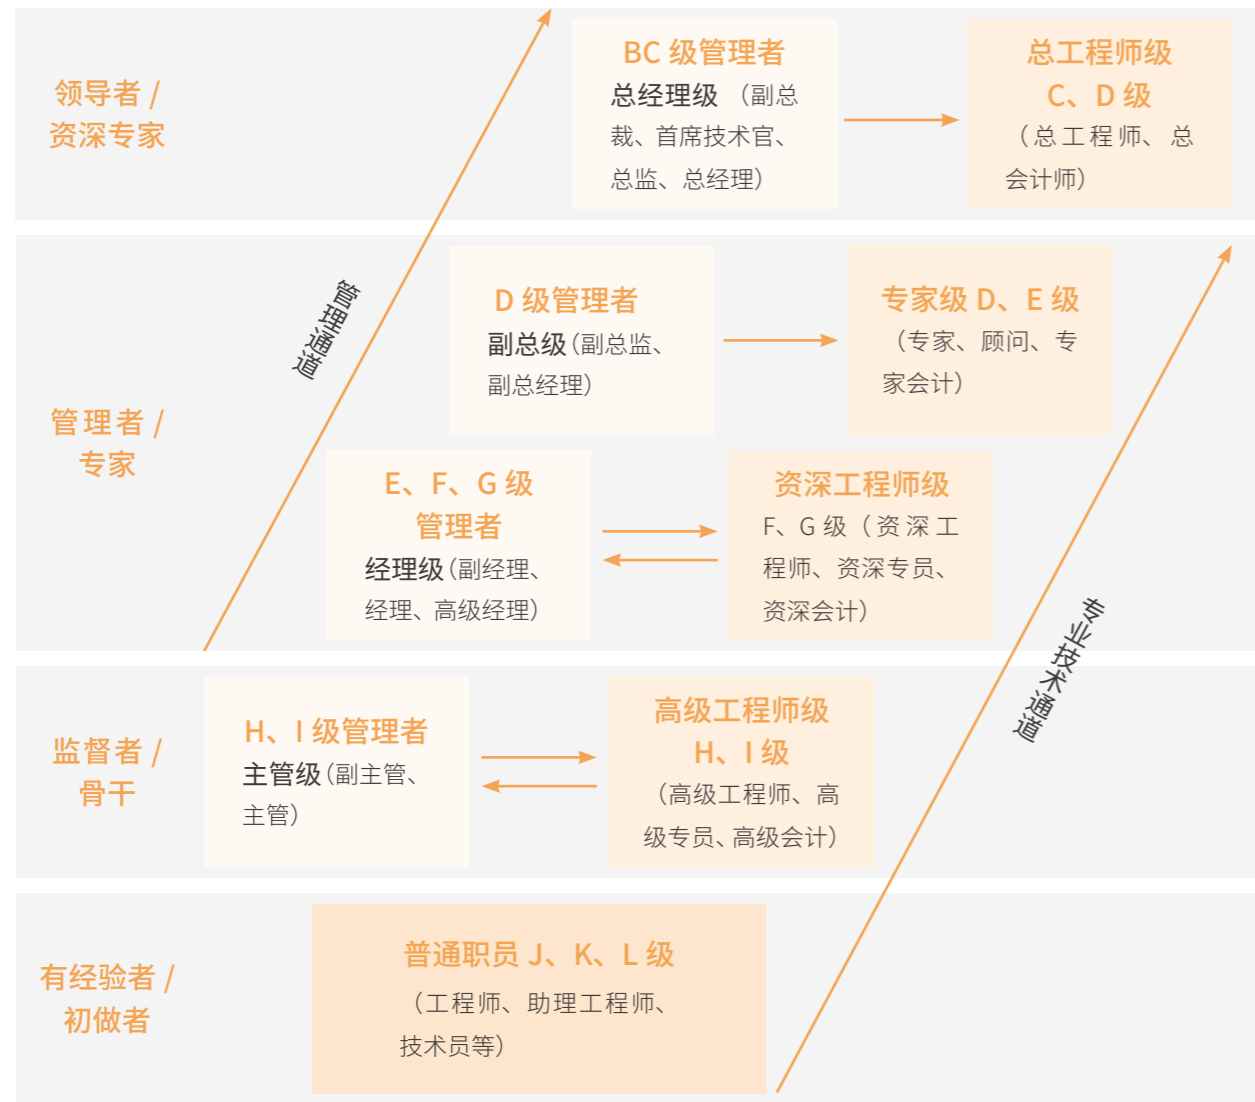 领导者 /
资深专家
BC 级管理者
总经理级 （副总
裁、首席技术官、
总监、总经理）
总工程师级
C、D 级
（总工程师、总
会计师）
管理通道
管理者 /
专家
D 级管理者
副总级（副总监、
副总经理）
专家级 D、E 级
（专家、顾问、专
家会计）
E、F、G 级
管理者
经理级（副经理、
经理、高级经理）
资深工程师级
F、G 级（资深工
程师、资深专员、
资深会计）
专业技术通道
监督者 /
骨干
H、I 级管理者
主管级（副主管、
主管）
高级工程师级
H、I 级
（高级工程师、高
级专员、高级会计）
有经验者 /
初做者
普通职员 J、K、L 级
（工程师、助理工程师、
技术员等）